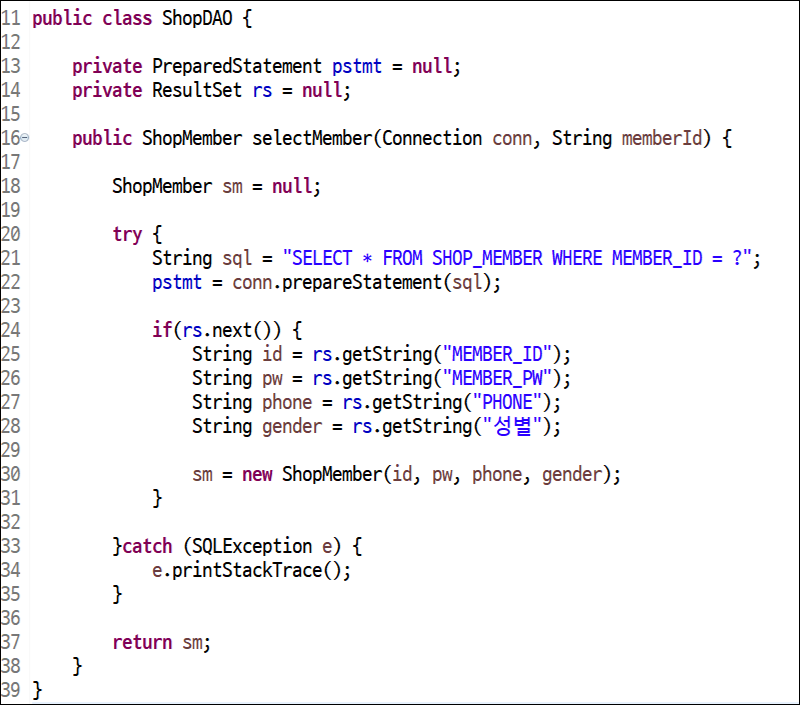 11 public class ShopDAO {
12
13     private PreparedStatement pstmt = null;
14     private ResultSet rs = null;
15
16     public ShopMember selectMember(Connection conn, String memberId) {
17
18         ShopMember sm = null;
19
20         try {
21             String sql = "SELECT * FROM SHOP_MEMBER WHERE MEMBER_ID = ?";
22             pstmt = conn.prepareStatement(sql);
23
24             if(rs.next()) {
25                 String id = rs.getString("MEMBER_ID");
26                 String pw = rs.getString("MEMBER_PW");
27                 String phone = rs.getString("PHONE");
28                 String gender = rs.getString("성별");
29
30                 sm = new ShopMember(id, pw, phone, gender);
31             }
32
33         }catch (SQLException e) {
34             e.printStackTrace();
35         }
36
37         return sm;
38     }
39 }